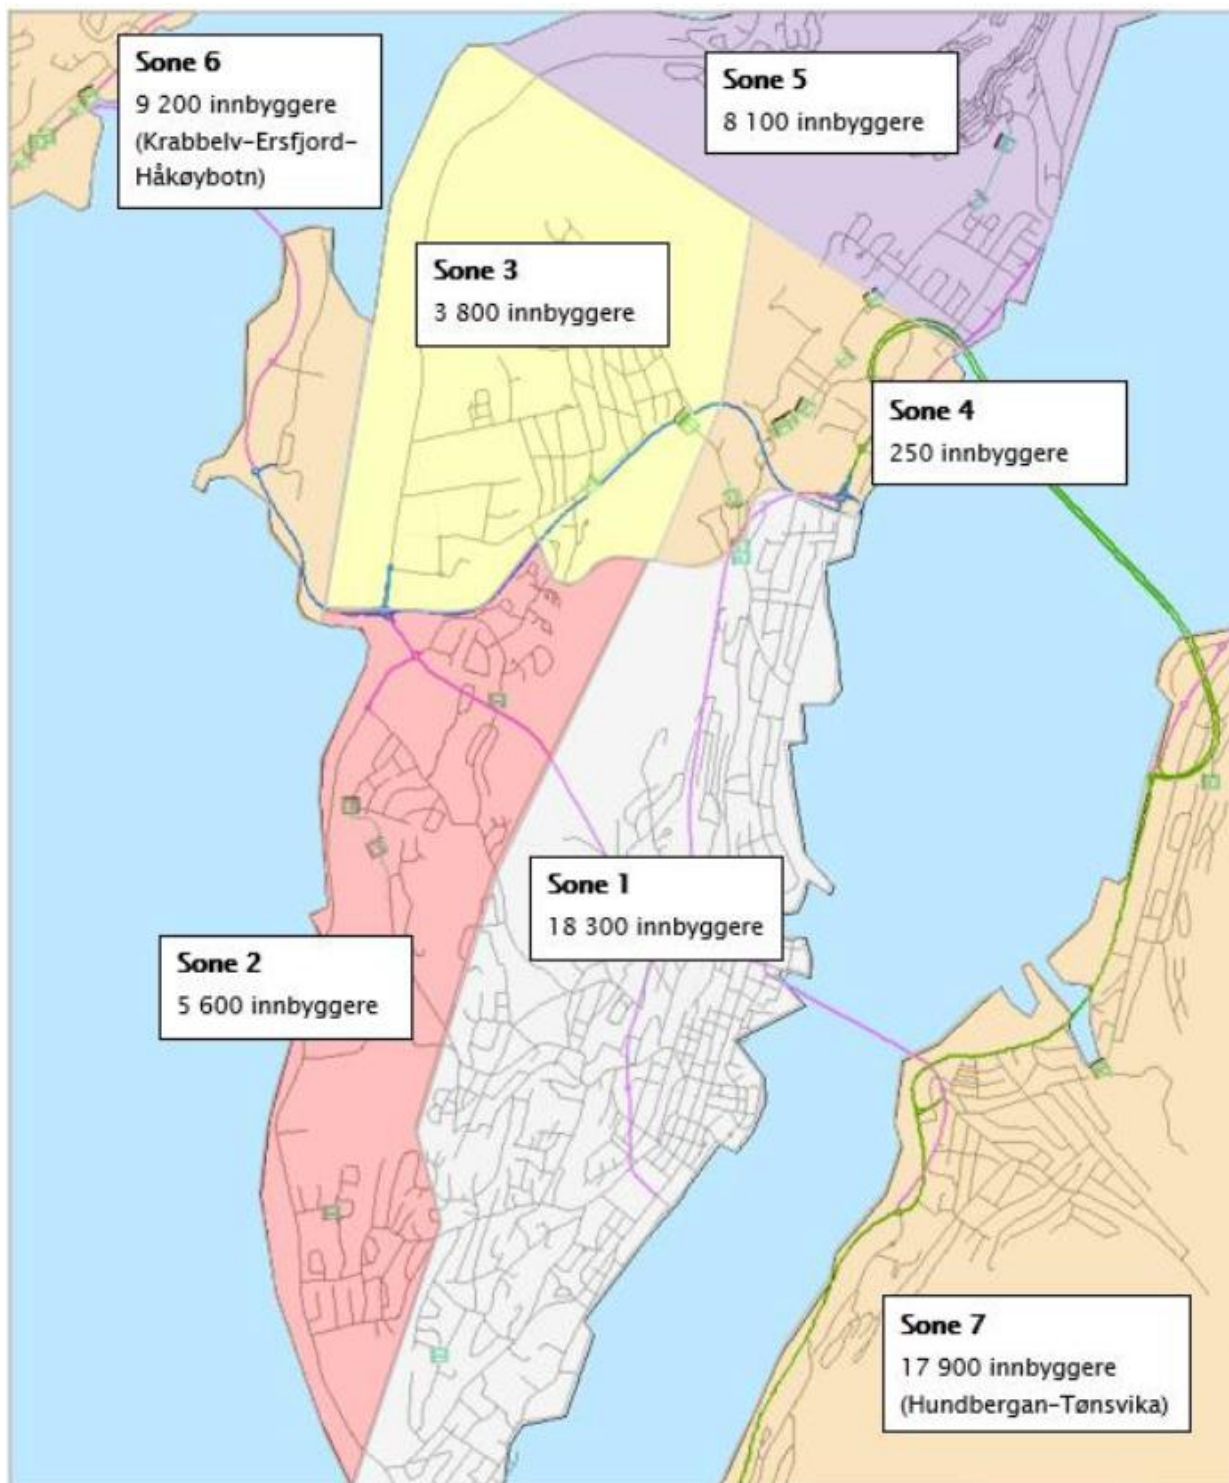 Sone 6
9 200 innbyggere
(Krabbelv-Ersfjord-
Håkøybotn)
Sone 5
8 100 innbyggere
Sone 3
3 800 innbyggere
Sone 4
250 innbyggere
Sone 1
18 300 innbyggere
Sone 2
5 600 innbyggere
Sone 7
17 900 innbyggere
(Hundbergan-Tønsvika)